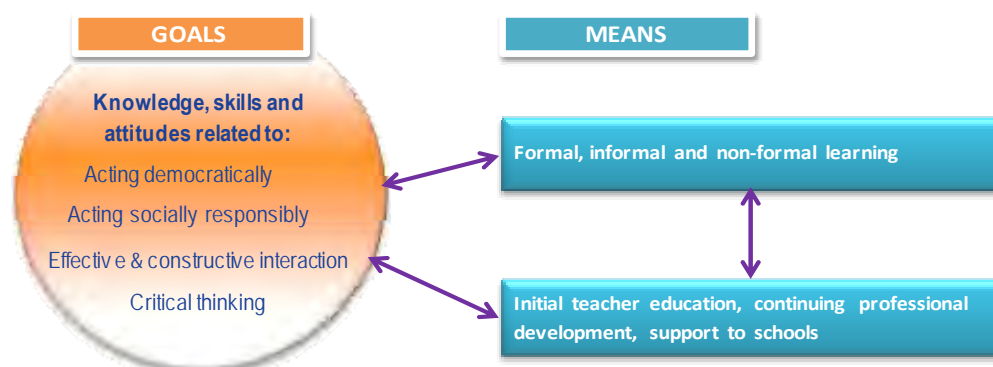 GOALS
MEANS
Knowledge, skills and
attitudes related to:
Acting democratically
Acting socially responsibly
Effective & constructive interaction
Critical thinking
Formal, informal and non-formal learning
Initial teacher education, continuing professional
development, support to schools